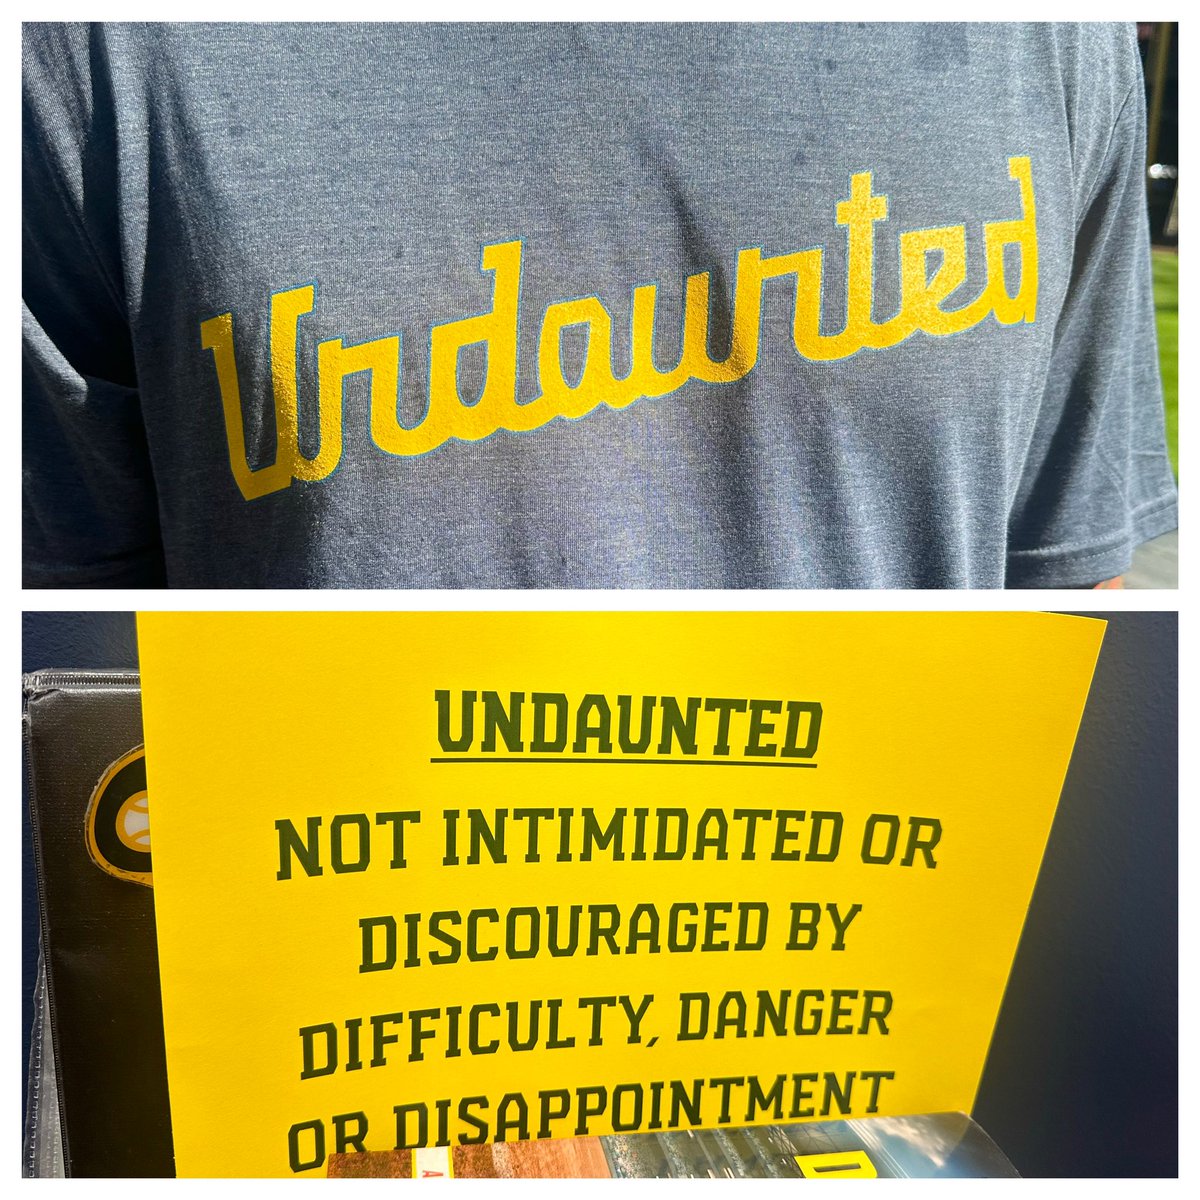 Undaunted
UNDAUNTED
NOT INTIMIDATED OR
DISCOURAGED BY
DIFFICULTY, DANGER
OR DISAPPOINTMENT